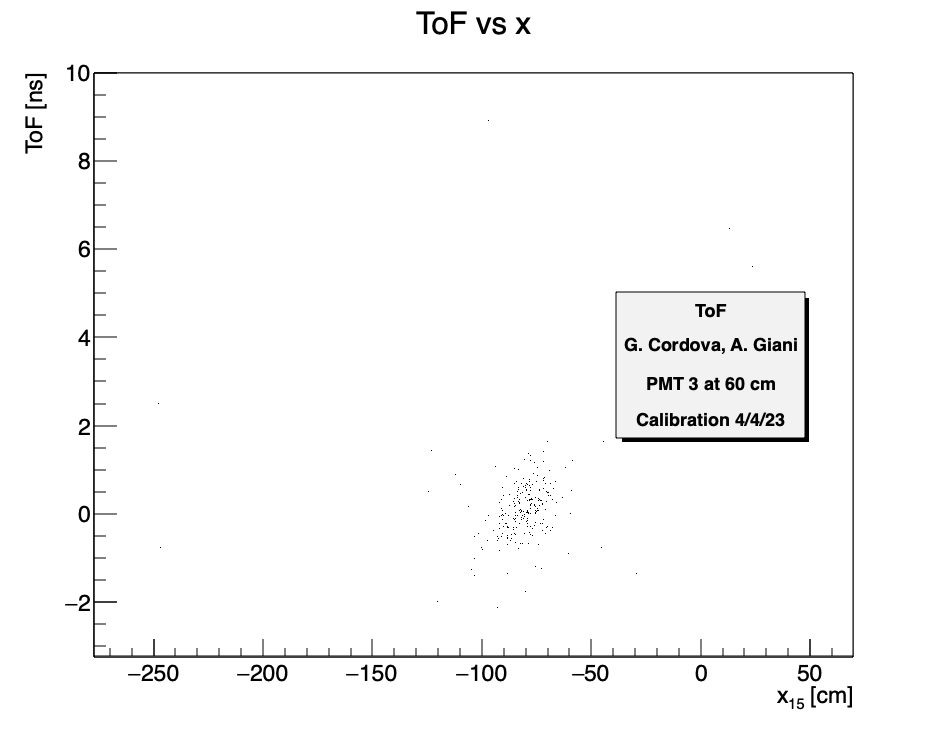 ToF vs x
ToF [ns]
10
8
6
4
2
0
−2
−250
−200
−150
−100
−50
0
50
x15 [cm]
ToF
G. Cordova, A. Giani
PMT 3 at 60 cm
Calibration 4/4/23